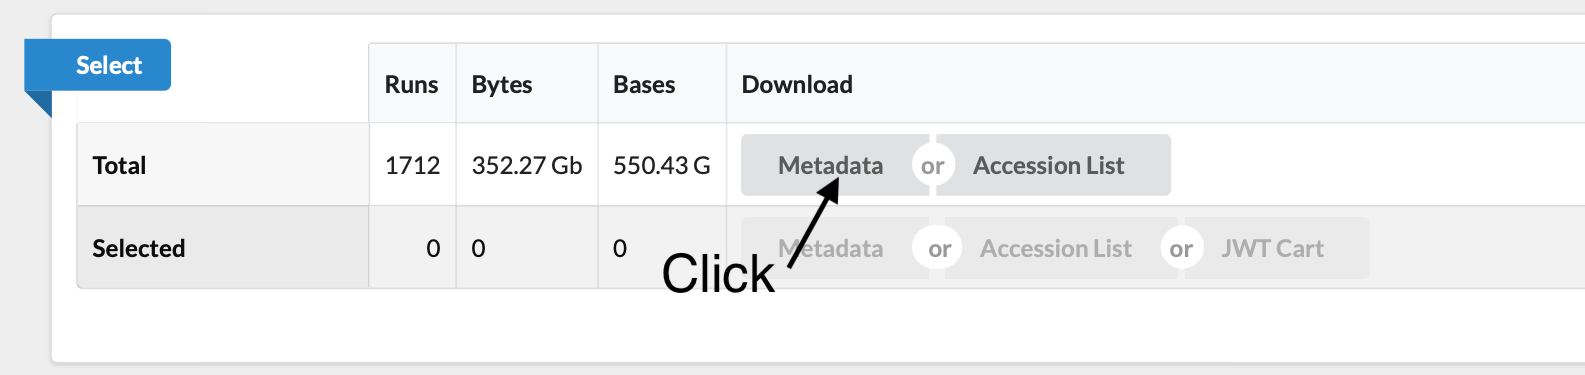 Select
Runs Bytes Bases Download
Total 1712 352.27 Gb 550.43 G Metadata or Accession List
Selected 0 0 0 Metadata or Accession List or JWT Cart
Click